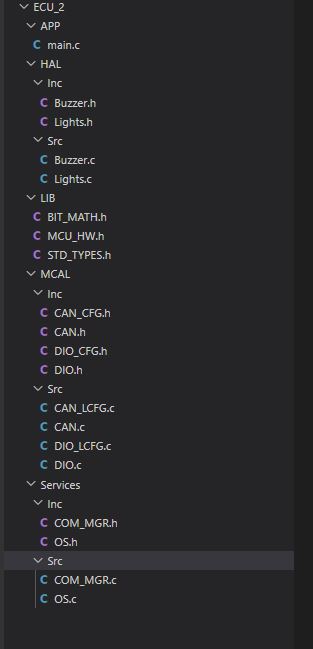 ECU_2
APP
C main.c
HAL
Inc
C Buzzer.h
C Lights.h
Src
C Buzzer.c
C Lights.c
LIB
C BIT_MATH.h
C MCU_HW.h
C STD_TYPES.h
MCAL
Inc
C CAN_CFG.h
C CAN.h
C DIO_CFG.h
C DIO.h
Src
C CAN_LCFG.c
C CAN.c
C DIO_LCFG.c
C DIO.c
Services
Inc
C COM_MGR.h
C OS.h
Src
C COM_MGR.c
C OS.c